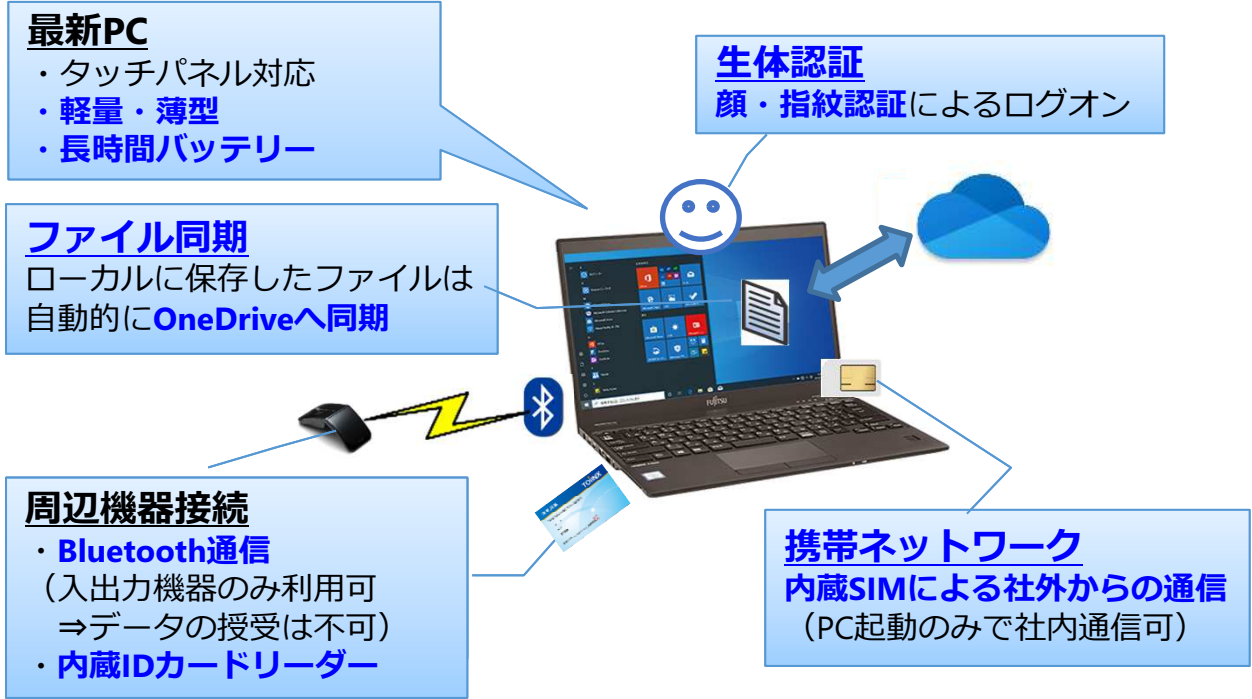 最新PC
・タッチパネル対応
・軽量・薄型
・長時間バッテリー
生体認証
顔・指紋認証によるログオン
ファイル同期
ローカルに保存したファイルは
自動的にOneDriveへ同期
FUJITSU
周辺機器接続
・Bluetooth通信
（入出力機器のみ利用可
⇒データの授受は不可）
・内蔵IDカードリーダー
携帯ネットワーク
内蔵SIMによる社外からの通信
（PC起動のみで社内通信可）